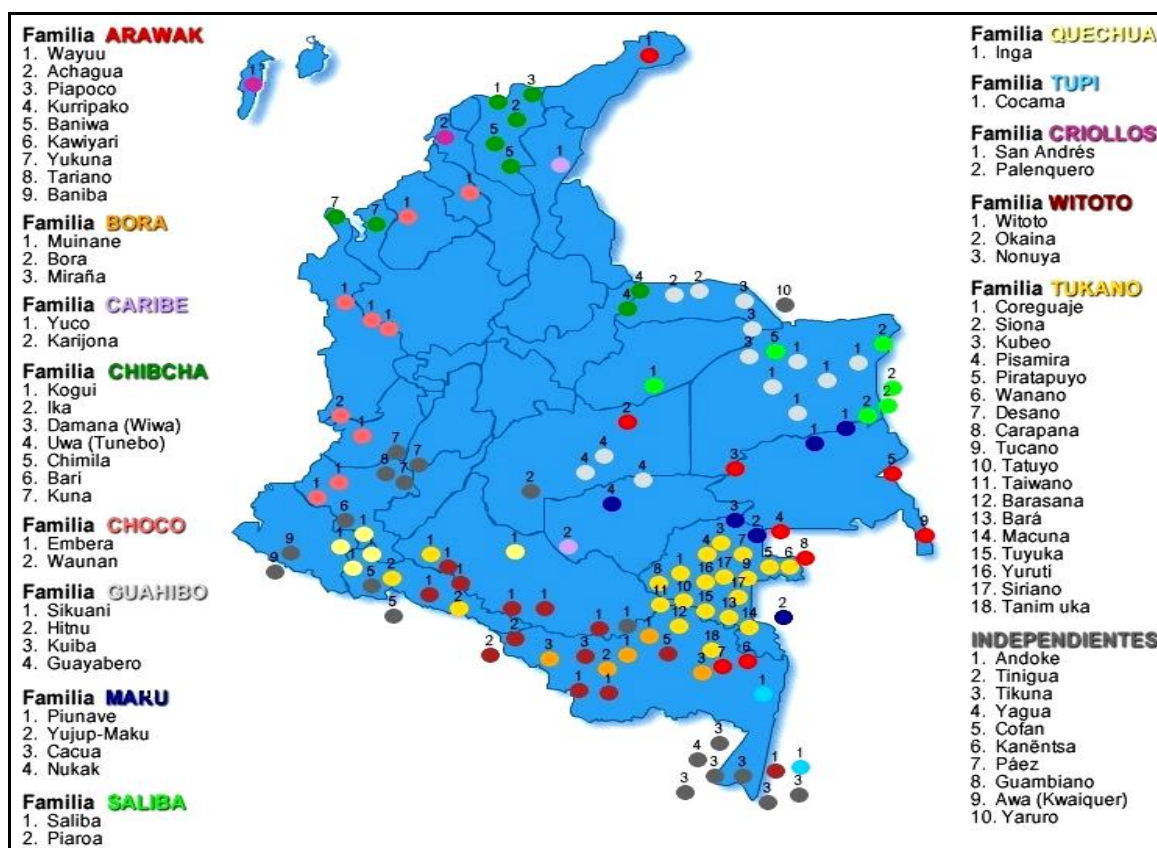 Familia ARAWAK
1. Wayuu
2. Achagua
3. Piapoco
4. Kurripako
5. Baniwa
6. Kawiyari
7. Yukuna
8. Tariano
9. Baniba
Familia BORA
1. Muinane
2. Bora
3. Miraña
Familia CARIBE
1. Yuco
2. Karijona
Familia CHIBCHA
1. Kogui
2. Ika
3. Damana (Wiwa)
4. Uwa (Tunebo)
5. Chimila
6. Bari
7. Kuna
Familia CHOCO
1. Embera
2. Waunan
Familia GUAHIBO
1. Sikuani
2. Hitnu
3. Kuiba
4. Guayabero
Familia MAKU
1. Piunave
2. Yujup-Maku
3. Cacua
4. Nukak
Familia SALIBA
1. Saliba
2. Piaroa
Familia QUECHUA
1. Inga
Familia TUPI
1. Cocama
Familia CRIOLLOS
1. San Andrés
2. Palenquero
Familia WITOTO
1. Witoto
2. Okaina
3. Nonuya
Familia TUKANO
1. Coreguaje
2. Siona
3. Kubeo
4. Pisamira
5. Piratapuyo
6. Wanano
7. Desano
8. Carapana
9. Tucano
10. Tatuyo
11. Taiwano
12. Barasana
13. Bará
14. Macuna
15. Tuyuka
16. Yuruti
17. Siriano
18. Tanim uka
INDEPENDIENTES
1. Andoke
2. Tinigua
3. Tikuna
4. Yagua
5. Cofan
6. Kanëntsa
7. Páez
8. Guambiano
9. Awa (Kwaiquer)
10. Yaruro